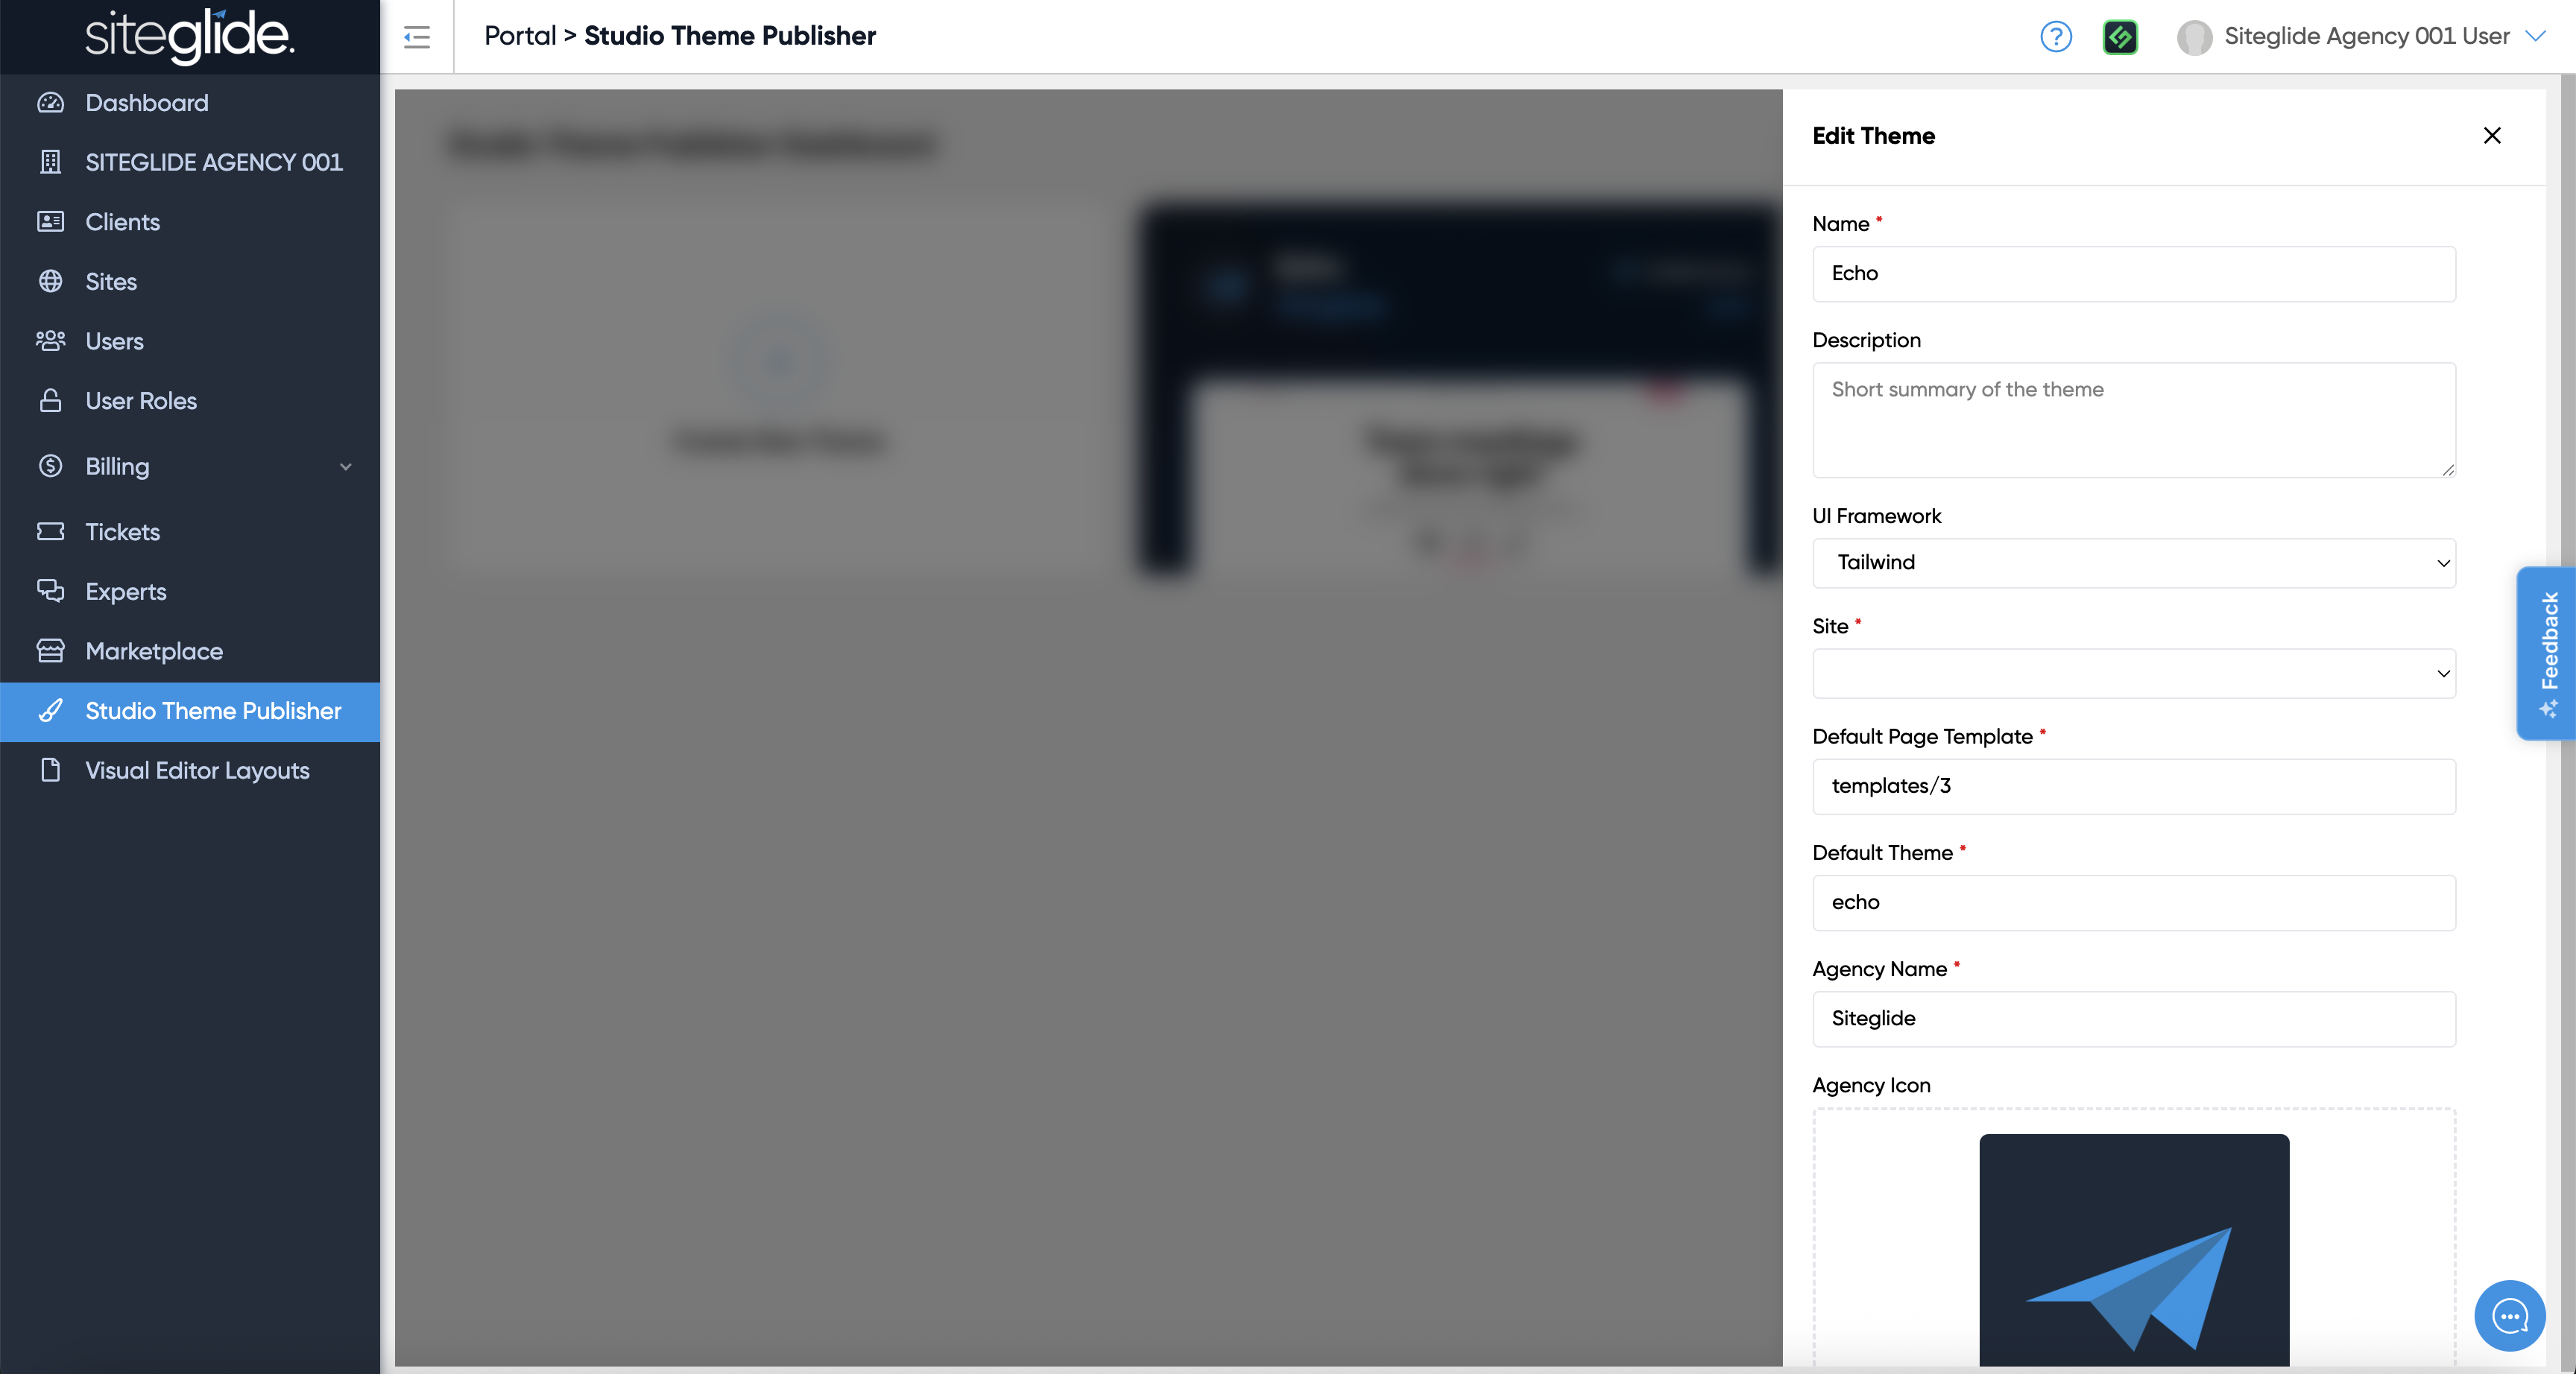 siteglide.
Portal > Studio Theme Publisher
Siteglide Agency 001 User
Dashboard
SITEGLIDE AGENCY 001
Clients
Sites
Users
User Roles
Billing
Tickets
Experts
Marketplace
Studio Theme Publisher
Visual Editor Layouts
Edit Theme
Name *
Echo
Description
Short summary of the theme
UI Framework
Tailwind
Site *
Default Page Template *
templates/3
Default Theme *
echo
Agency Name *
Siteglide
Agency Icon
Feedback